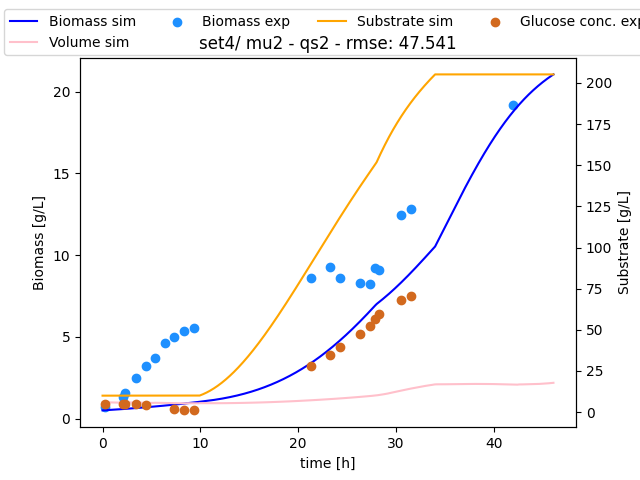 Biomass sim
Biomass exp
Substrate sim
Glucose conc. exp
Volume sim
set4/ mu2 - qs2 - rmse: 47.541
Biomass [g/L]
20
15
10
5
0
200
175
150
125
100
75
50
25
0
Substrate [g/L]
0 10 20 30 40
time [h]